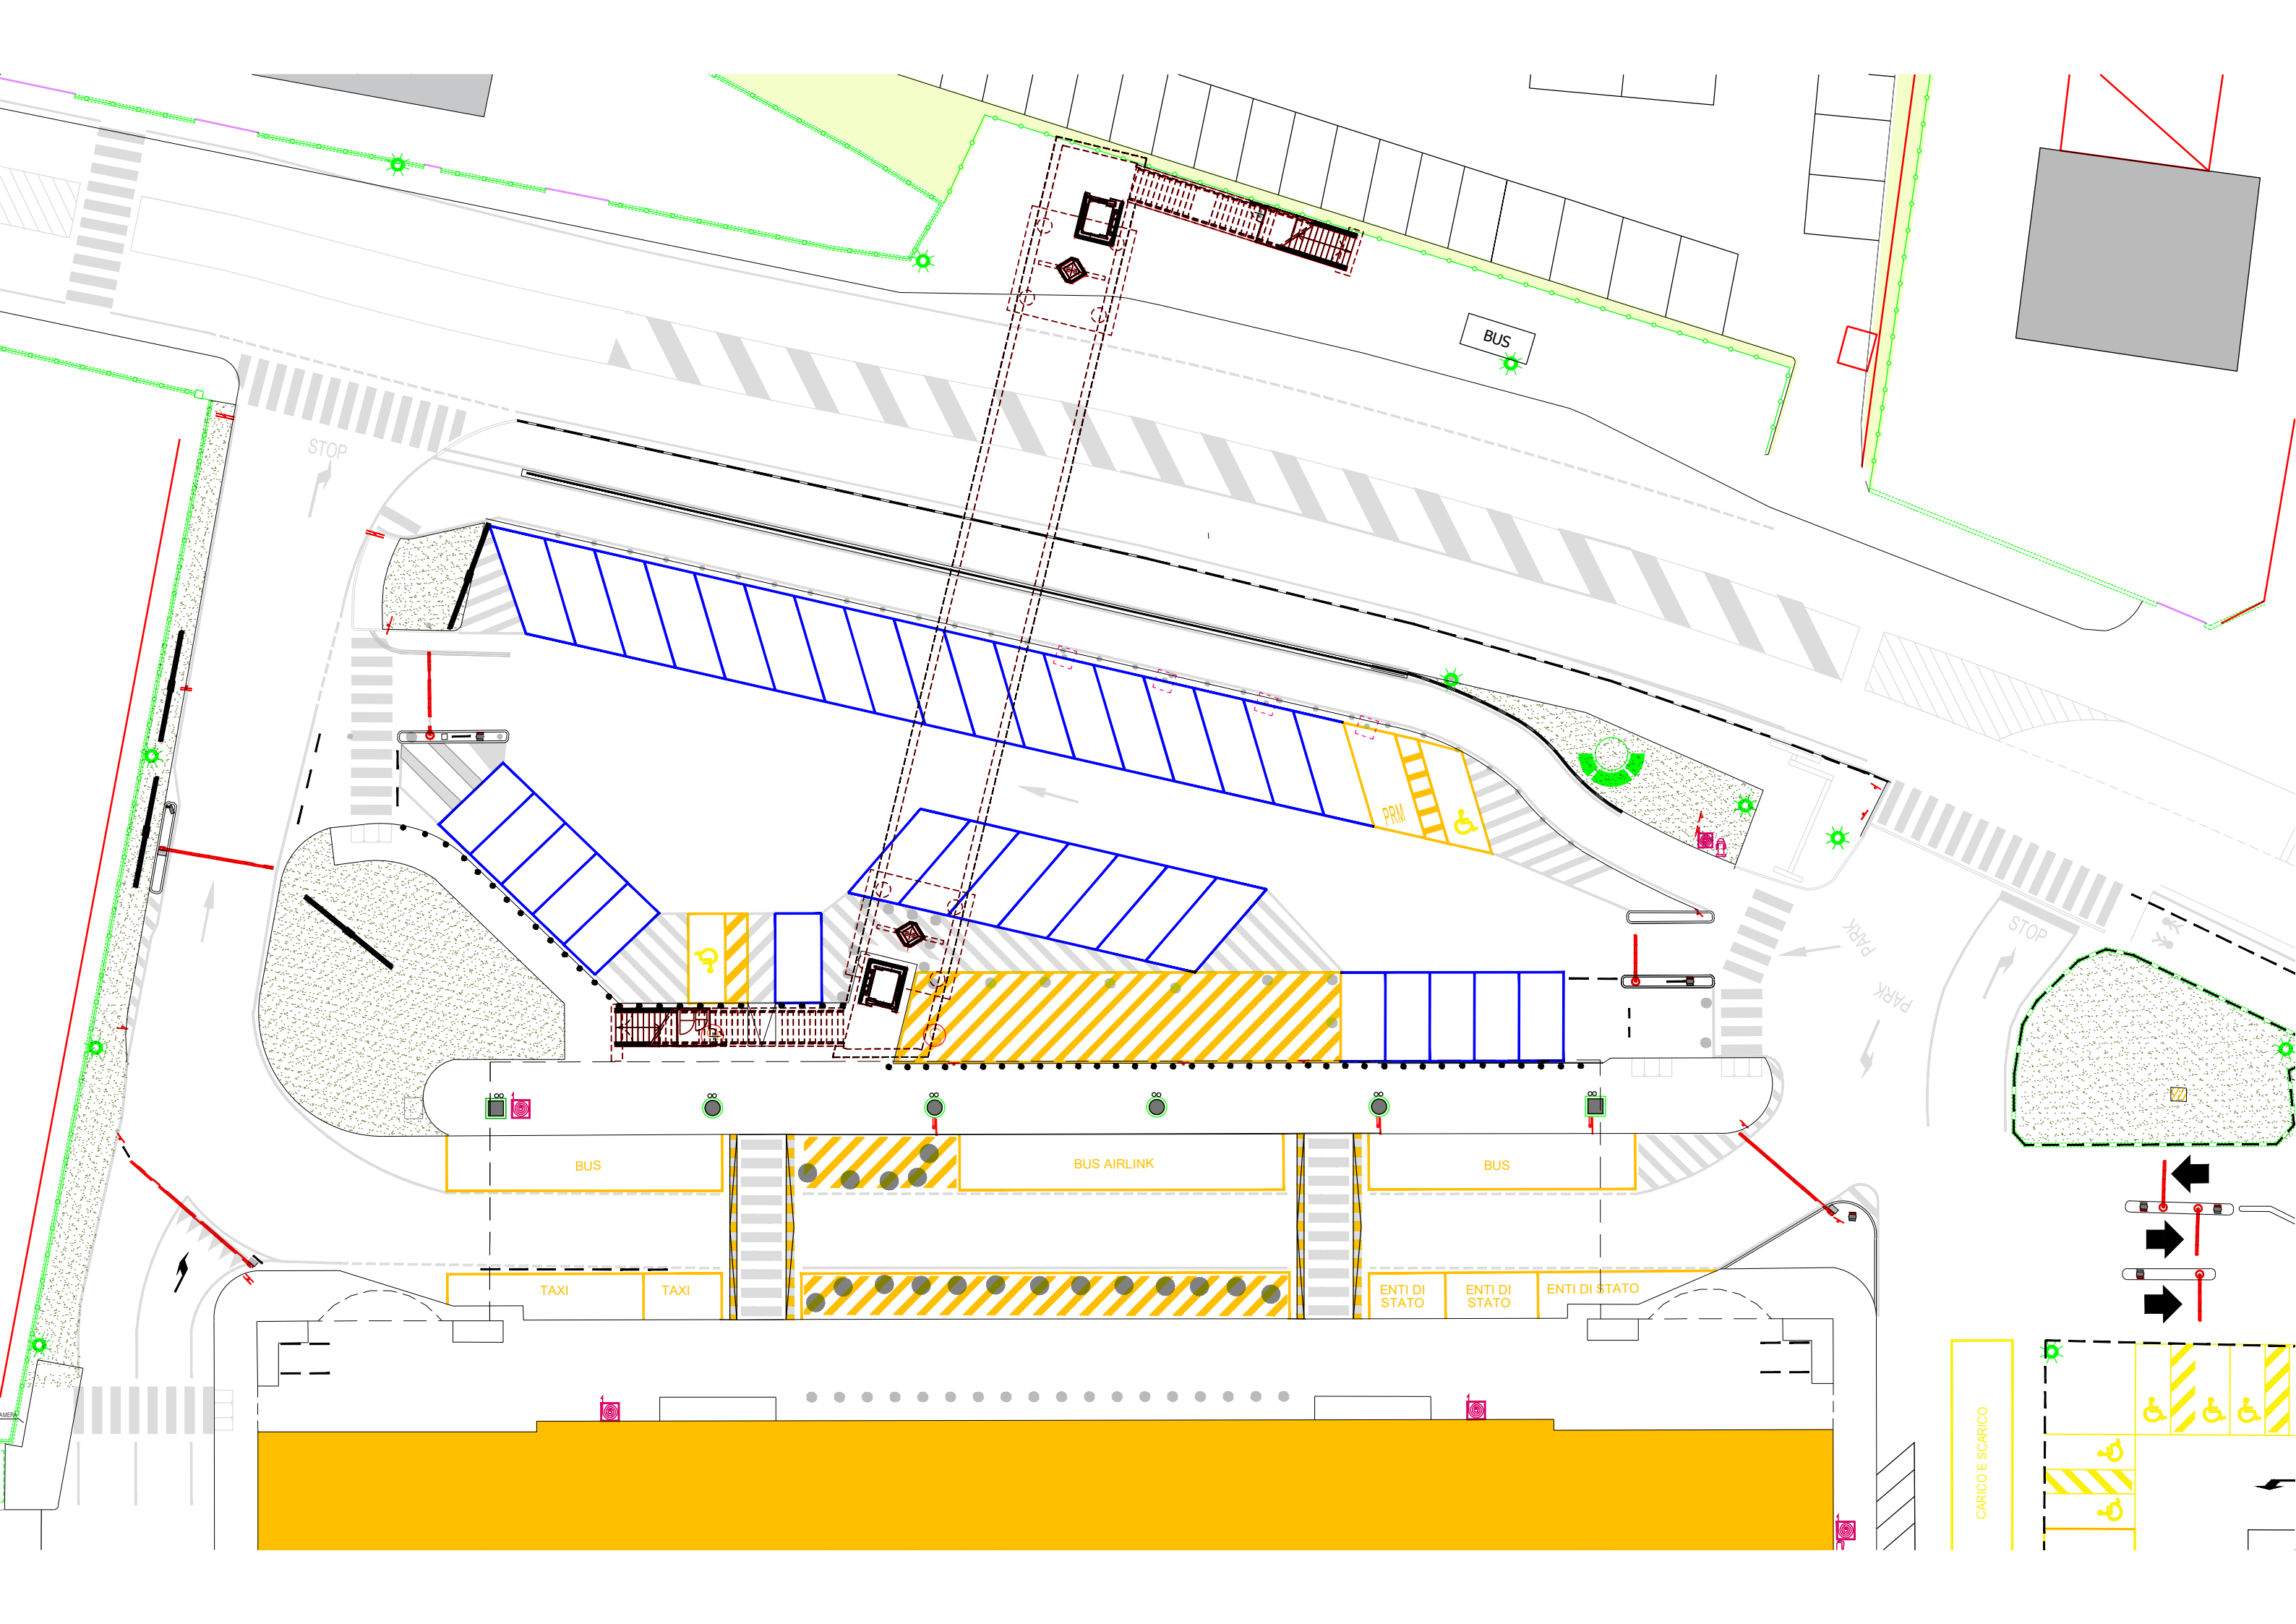 BUS
STOP
PRM
PARK
STOP
PARK
BUS
BUS AIRLINK
BUS
TAXI
TAXI
ENTI DI
STATO
ENTI DI
STATO
ENTI DI STATO
AMERA
CARICO E SCARICO